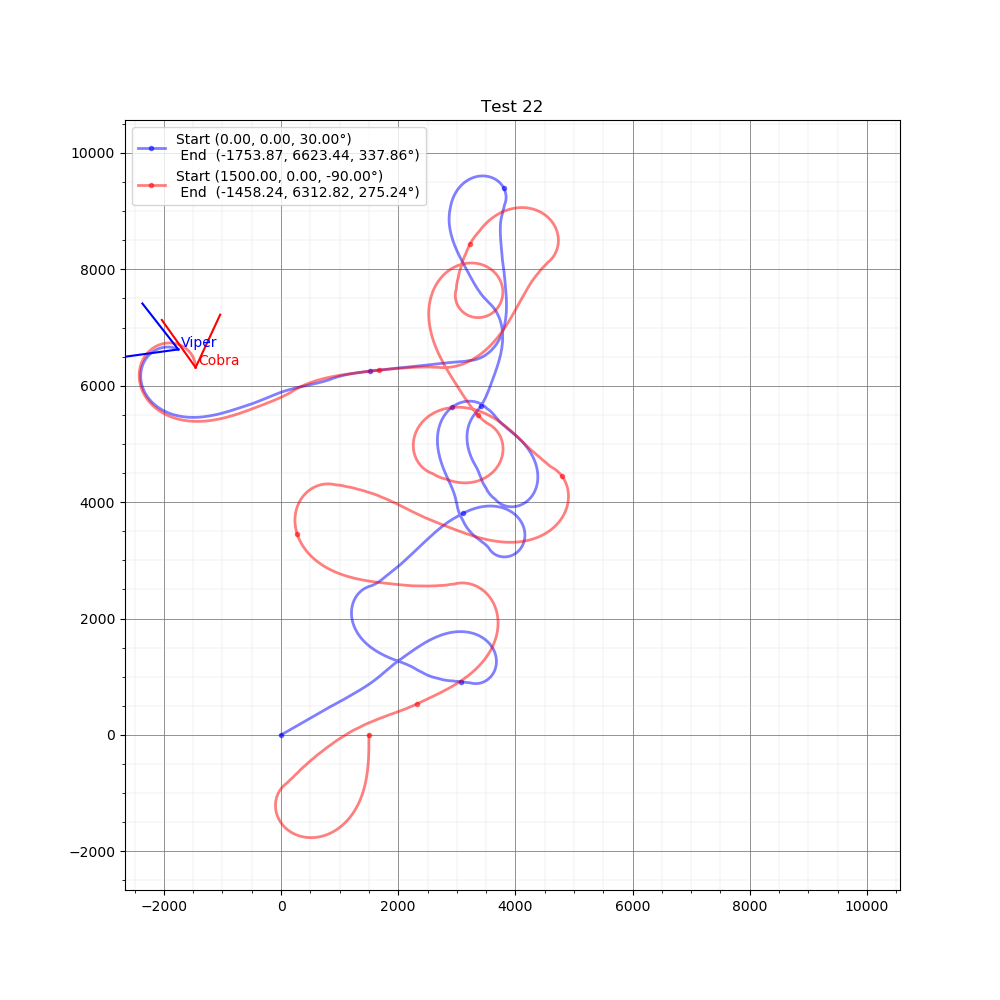 Test 22
Start (0.00, 0.00, 30.00°)
End  (-1753.87, 6623.44, 337.86°)
Start (1500.00, 0.00, -90.00°)
End  (-1458.24, 6312.82, 275.24°)
10000
8000
6000
4000
2000
0
−2000
Viper
Cobra
−2000
0
2000
4000
6000
8000
10000